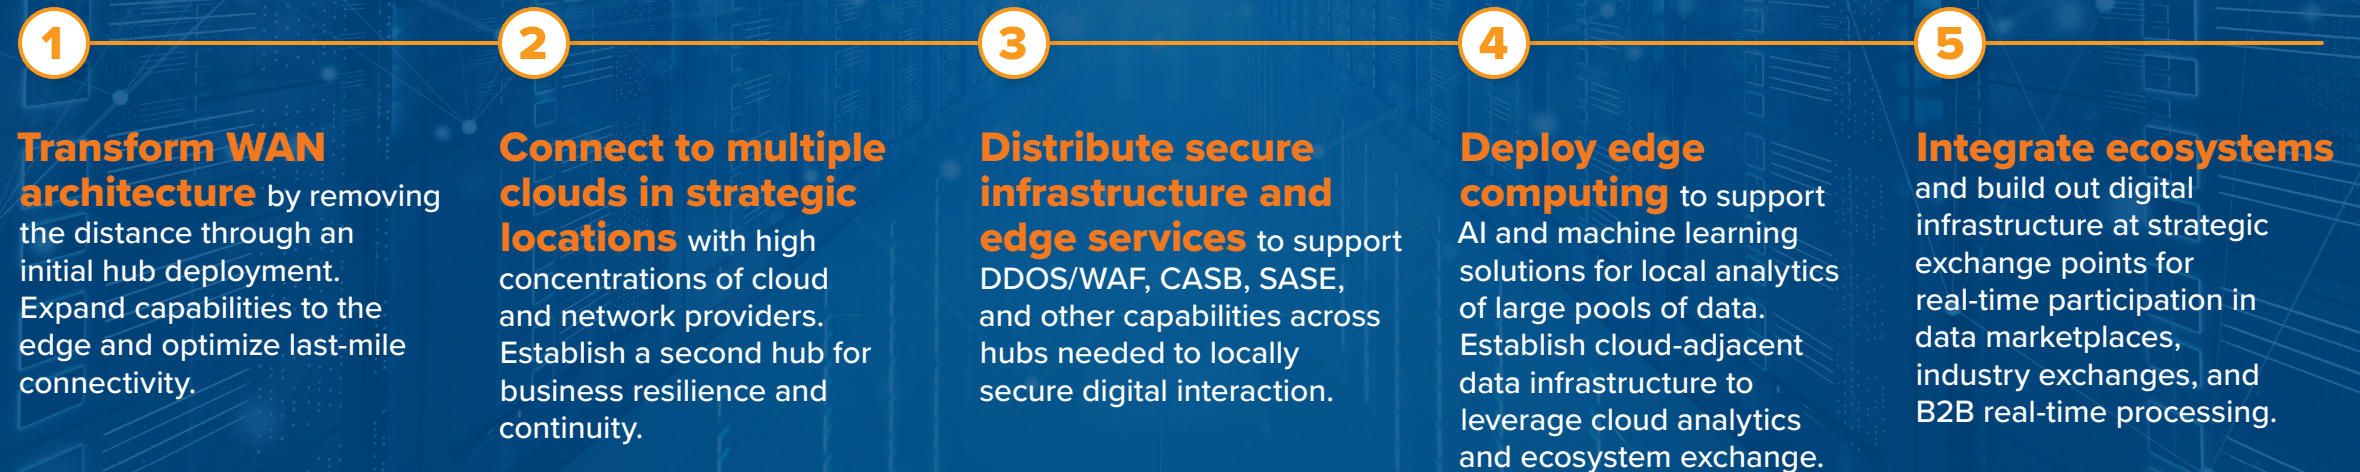 1
Transform WAN
architecture by removing
the distance through an
initial hub deployment.
Expand capabilities to the
edge and optimize last-mile
connectivity.
2
Connect to multiple
clouds in strategic
locations with high
concentrations of cloud
and network providers.
Establish a second hub for
business resilience and
continuity.
3
Distribute secure
infrastructure and
edge services to support
DDOS/WAF, CASB, SASE,
and other capabilities across
hubs needed to locally
secure digital interaction.
4
Deploy edge
computing to support
AI and machine learning
solutions for local analytics
of large pools of data.
Establish cloud-adjacent
data infrastructure to
leverage cloud analytics
and ecosystem exchange.
5
Integrate ecosystems
and build out digital
infrastructure at strategic
exchange points for
real-time participation in
data marketplaces,
industry exchanges, and
B2B real-time processing.